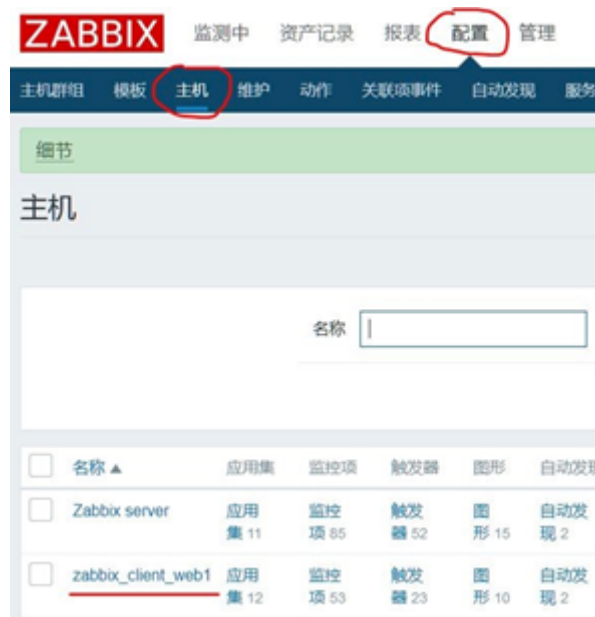 ZABBIX 监测中 资产记录 报表 配置 管理
主机群组 模板 主机 维护 动作 关联项事件 自动发现 服务
细节
主机
名称
名称▲ 应用集 监控项 触发器 图形 自动发现
Zabbix server 应用 监控 触发 图 自动发
集 11 项 85 器 52 形 15 现 2
zabbix_client_web1 应用 监控 触发 图 自动发
集 12 项 53 器 23 形 10 现 2